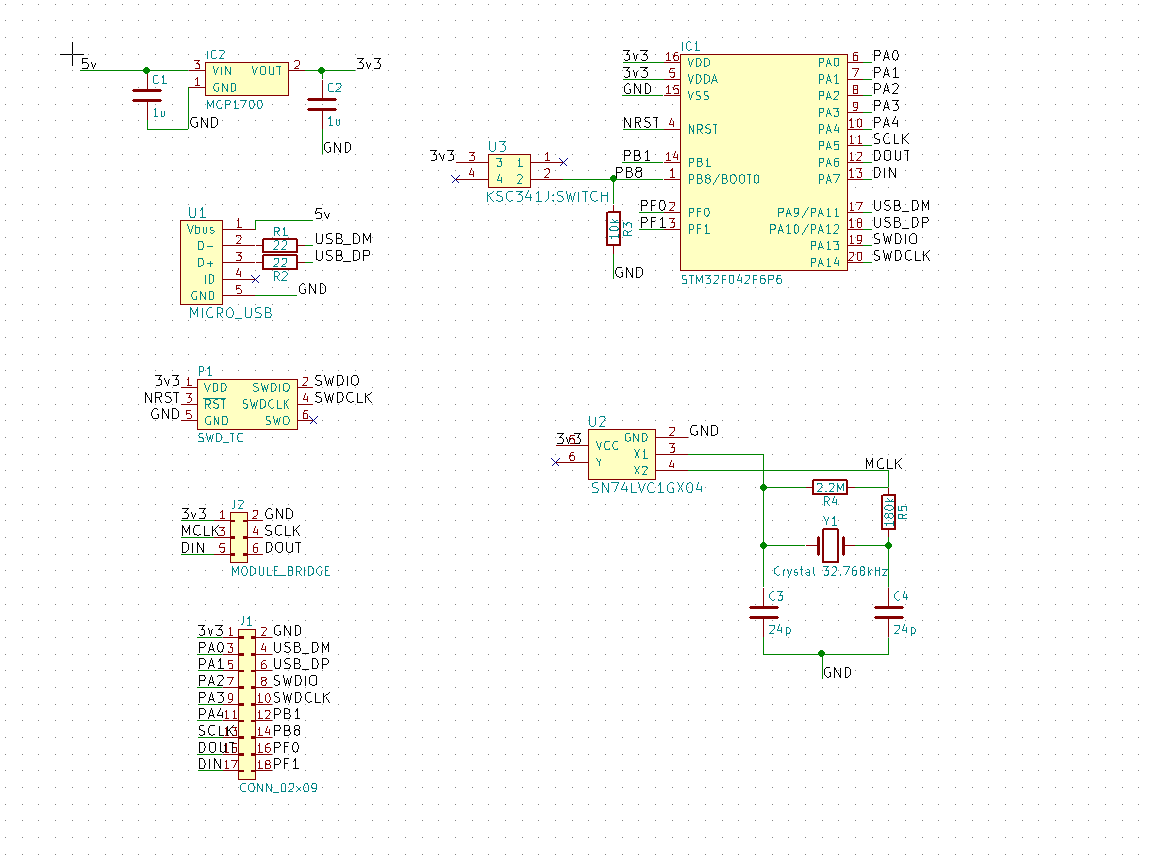 5v
3
IC2
VIN VOUT
GND
2
1
3v3
MCP1700
C1
1u
GND
C2
1u
GND
U1
Vbus
D-
D+
ID
GND
1
2
3
4
5
5v
R1
22
USB_DM
22
USB_DP
R2
GND
MICRO_USB
U3
3v3 3
4
3 1
4 2
1
2
KSC341J:SWITCH
PB8
10k
R3
GND
IC1
3v3 16 VDD
3v3 5 VDDA
GND 15 VSS
NRST 4 NRST
PB1 14 PB1
1 PB8/BOOT0
PF0 2 PF0
PF1 3 PF1
PA0 6 PA0
PA1 7 PA1
PA2 8 PA2
PA3 9 PA3
PA4 10 PA4
PA5 11 SCLK
PA6 12 DOUT
PA7 13 DIN
PA9/PA11 17 USB_DM
PA10/PA12 18 USB_DP
PA13 19 SWDIO
PA14 20 SWDCLK
STM32F042F6P6
P1
3v3 1 VDD SWDIO 2 SWDIO
NRST 3 RST SWDCLK 4 SWDCLK
GND 5 GND SWO 6
SWD_TC
J2
3v3 1 2 GND
MCLK 3 4 SCLK
DIN 5 6 DOUT
MODULE_BRIDGE
J1
3v3 1 2 GND
PA0 3 4 USB_DM
PA1 5 6 USB_DP
PA2 7 8 SWDIO
PA3 9 10 SWDCLK
PA4 11 12 PB1
SCLK 13 14 PB8
DOUT 15 16 PF0
DIN 17 18 PF1
CONN_02x09
U2
3v3 5 VCC
6 Y
GND 2 GND
X1 3
X2 4
SN74LVC1GX04
MCLK
2.2M
R4
180k
R5
Y1
Crystal 32.768kHz
C3
24p
C4
24p
GND